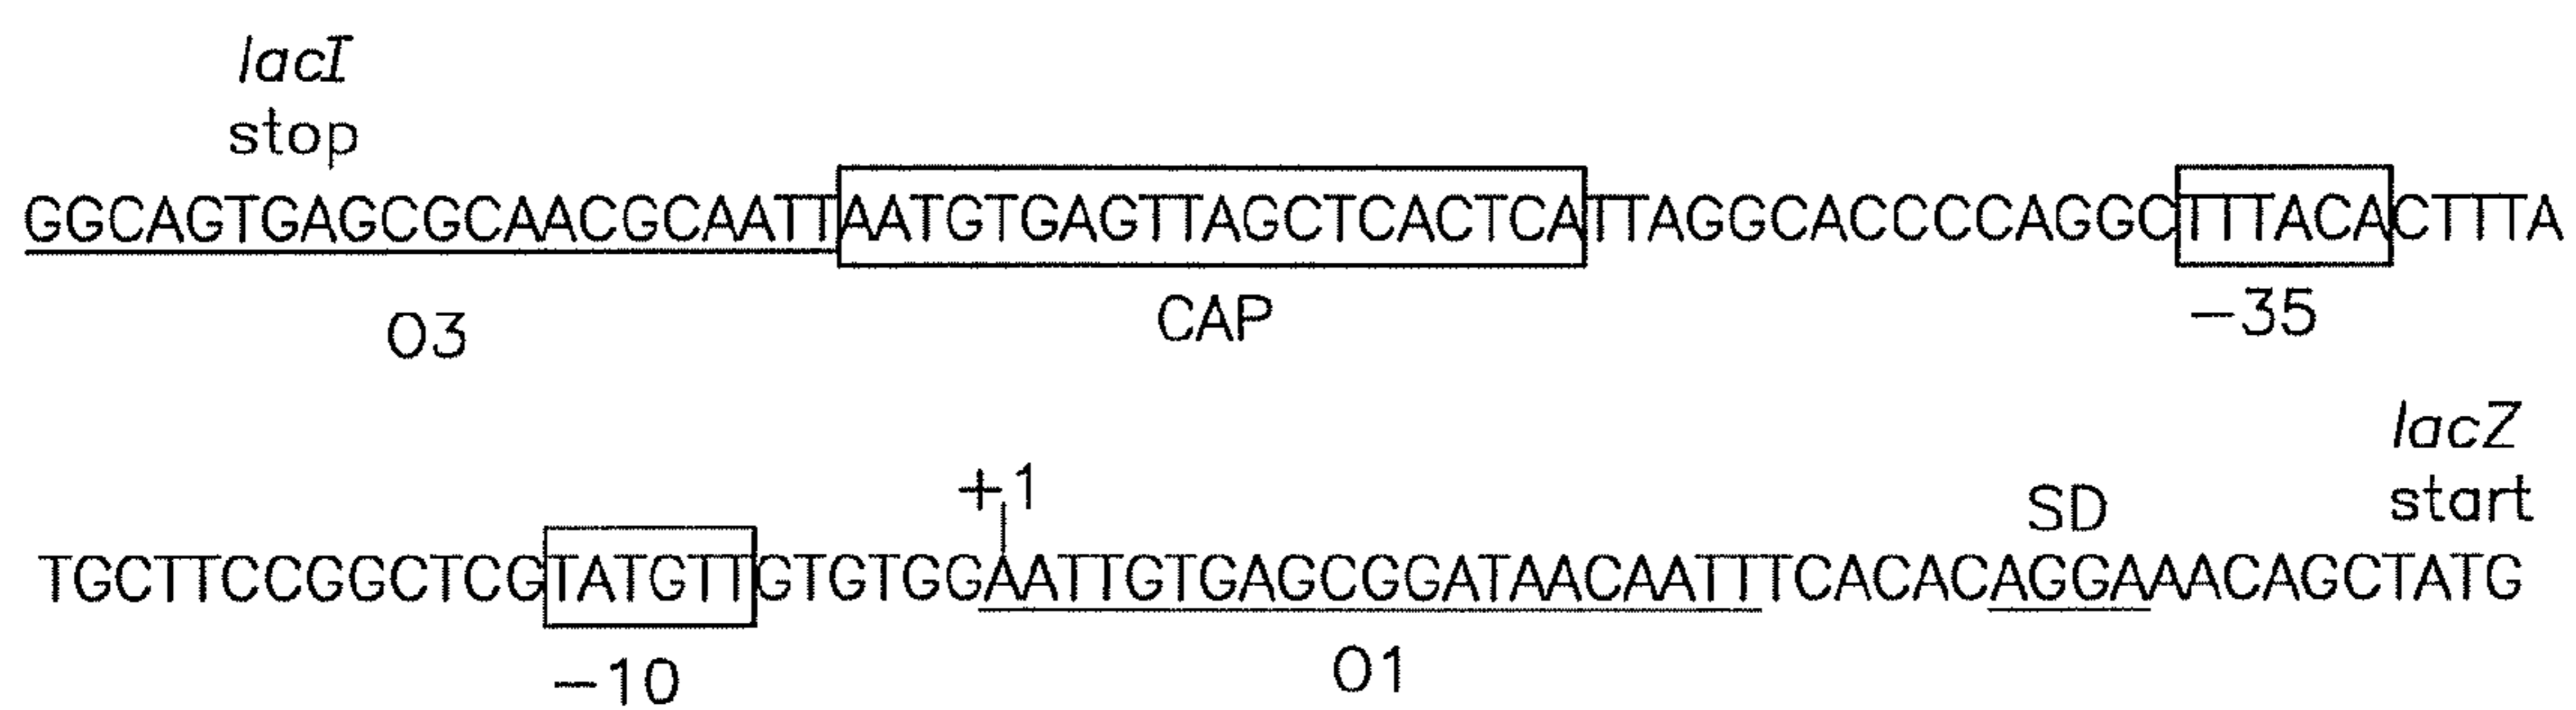 lacI
stop
GGCAGTGAGCGCAACGCAATTAATGTGAGTTAGCTCACTCATTAGGCACCCCAGGCTTTACACTTTA
O3 CAP −35
lacZ
+1 SD start
TGCTTCCGGCTCGTATGTTGTGTGGAATTGTGAGCGGATAACAATTTCACACAGGAAACAGCTATG
−10 O1